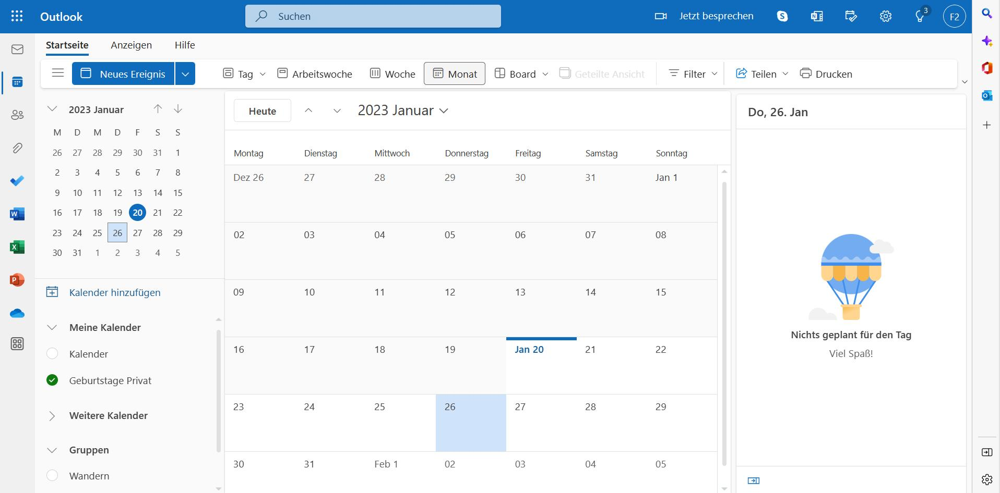 Outlook
Suchen
Jetzt besprechen
3
F2
Startseite Anzeigen Hilfe
Neues Ereignis Tag Arbeitswoche Woche Monat Board Geteilte Ansicht Filter Teilen Drucken
2023 Januar
M D M D F S S
26 27 28 29 30 31 1
2 3 4 5 6 7 8
9 10 11 12 13 14 15
16 17 18 19 20 21 22
23 24 25 26 27 28 29
30 31 1 2 3 4 5
Kalender hinzufügen
Meine Kalender
Kalender
Geburtstage Privat
Weitere Kalender
Gruppen
Wandern
Heute 2023 Januar
Montag Dienstag Mittwoch Donnerstag Freitag Samstag Sonntag
Dez 26 27 28 29 30 31 Jan 1
02 03 04 05 06 07 08
09 10 11 12 13 14 15
16 17 18 19 Jan 20 21 22
23 24 25 26 27 28 29
30 31 Feb 1 02 03 04 05
Do, 26. Jan
Nichts geplant für den Tag
Viel Spaß!